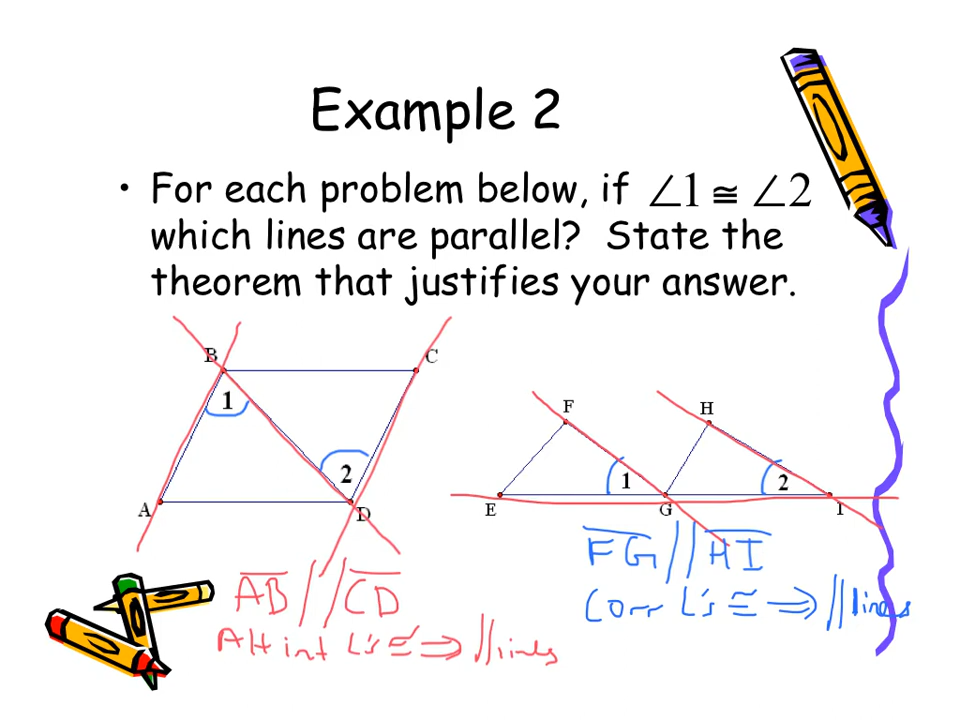 Example 2
• For each problem below, if ∠1 ≅ ∠2
which lines are parallel? State the
theorem that justifies your answer.
B C
1
2
A D
F H
1 2
E G I
FG // HI
Corr ∠'s ≅ ⟹ // lines
AB // CD
Alt int ∠'s ≅ ⟹ // lines